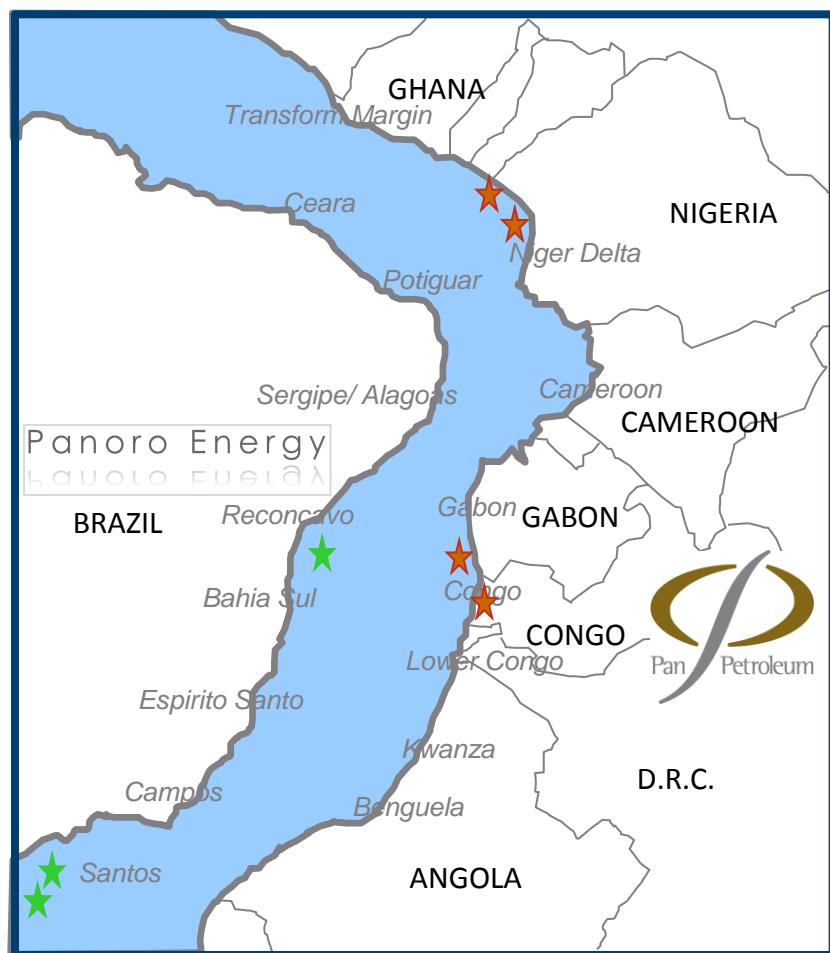 GHANA
Transform Margin
Ceara
NIGERIA
Niger Delta
Potiguar
Sergipe/ Alagoas
Cameroon
CAMEROON
Panoro Energy
Reconcavo
BRAZIL
Gabon
GABON
Bahia Sul
Congo
CONGO
Lower Congo
Pan Petroleum
Espirito Santo
Kwanza
D.R.C.
Campos
Benguela
Santos
ANGOLA